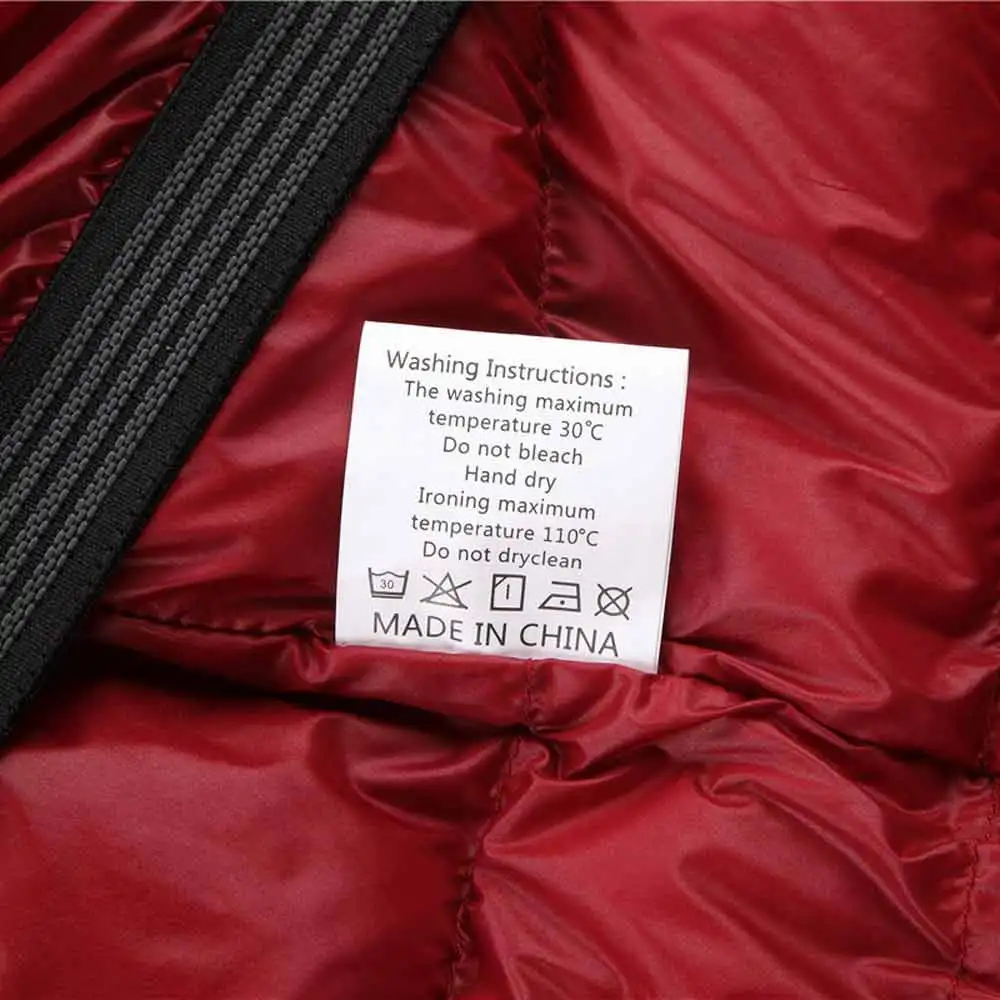 Washing Instructions :
The washing maximum
temperature 30℃
Do not bleach
Hand dry
Ironing maximum
temperature 110°C
Do not dryclean
30
MADE IN CHINA